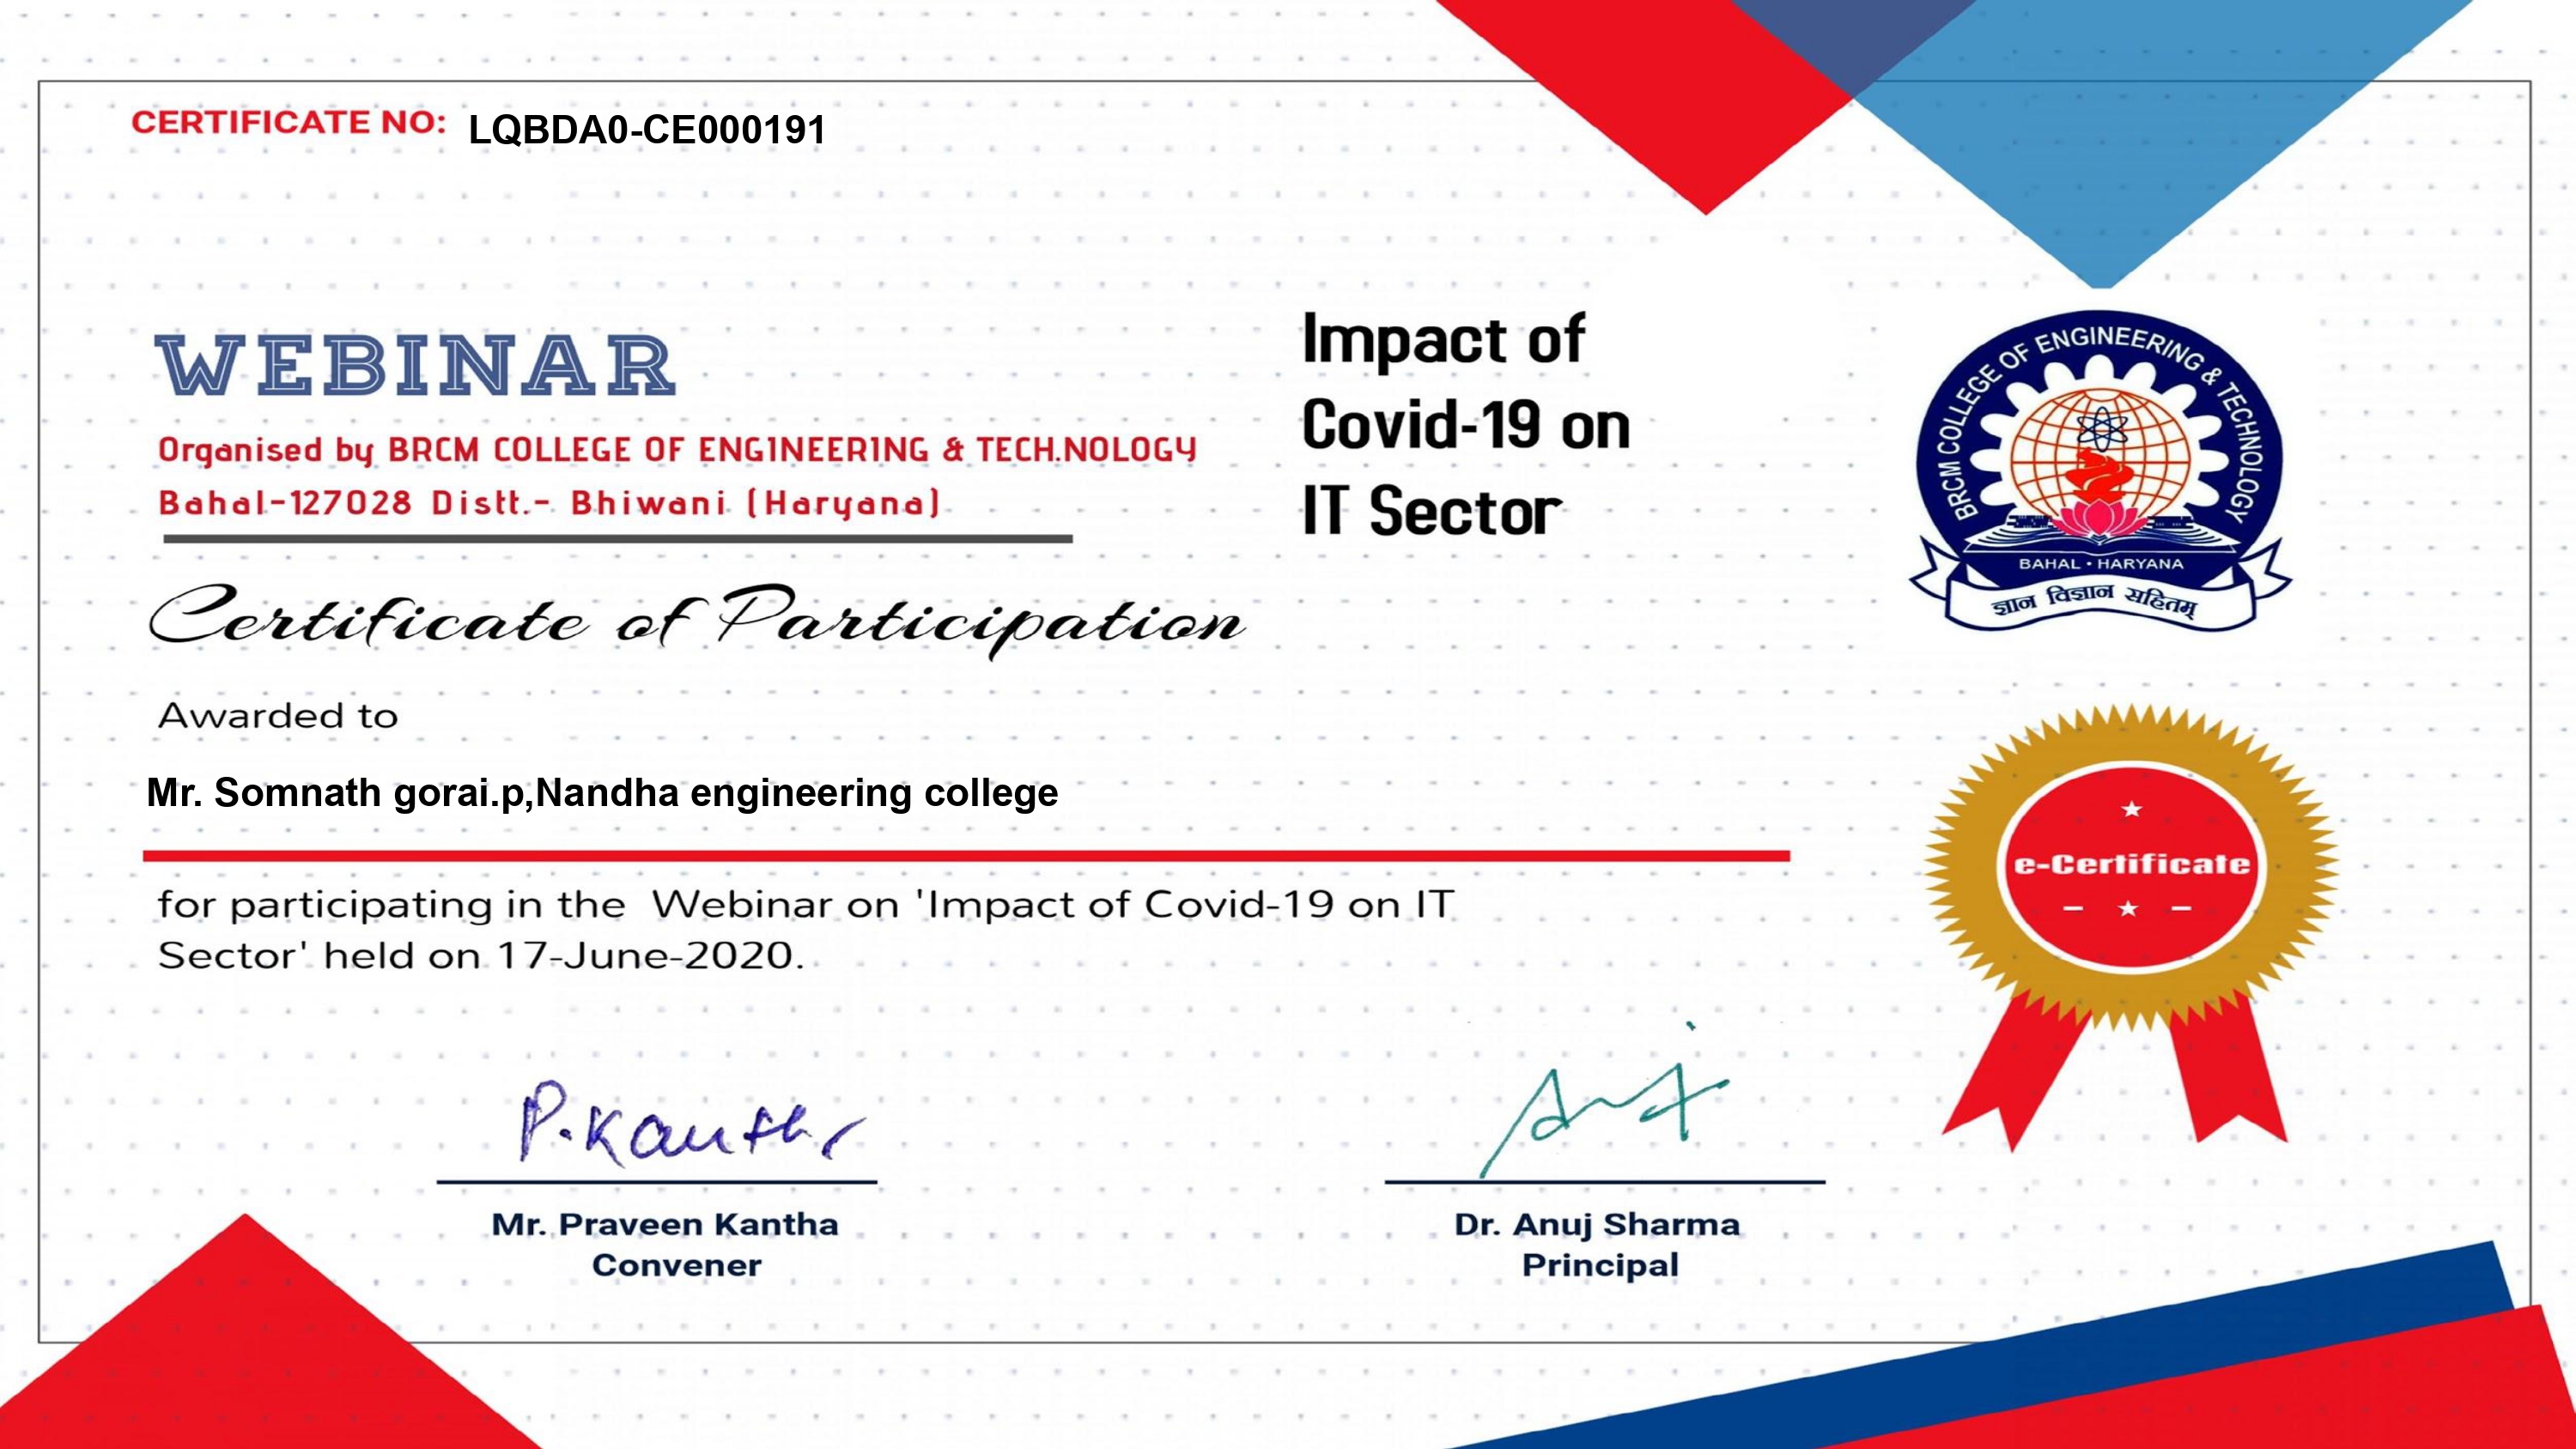 CERTIFICATE NO: LQBDA0-CE000191
WEBINAR
Organised by BRCM COLLEGE OF ENGINEERING & TECH.NOLOGY
Bahal-127028 Distt.- Bhiwani (Haryana)
Impact of
Covid-19 on
IT Sector
BRCM COLLEGE OF ENGINEERING & TECHNOLOGY
BAHAL • HARYANA
ज्ञान विज्ञान सहितम्
Certificate of Participation
Awarded to
Mr. Somnath gorai.p,Nandha engineering college
e-Certificate
for participating in the Webinar on 'Impact of Covid-19 on IT
Sector' held on 17-June-2020.
P.Kantha
Anuj
Mr. Praveen Kantha
Convener
Dr. Anuj Sharma
Principal